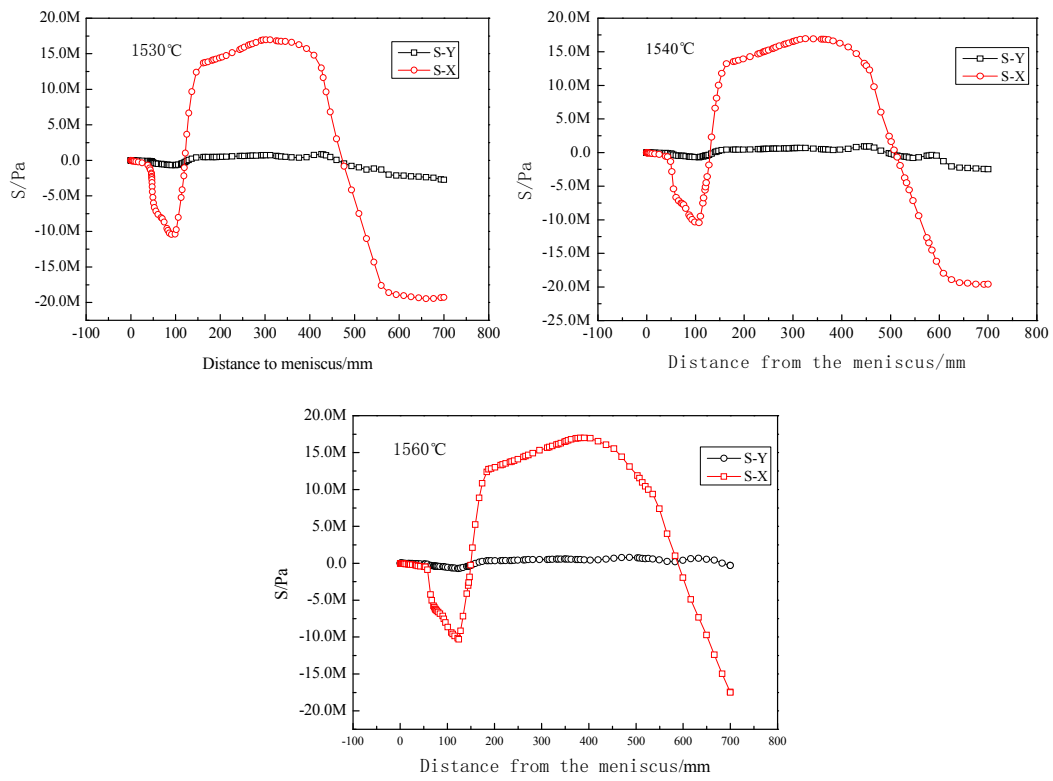 20.0M
15.0M
10.0M
5.0M
0.0
-5.0M
-10.0M
-15.0M
-20.0M
S/Pa
1530℃
S-Y
S-X
-100 0 100 200 300 400 500 600 700 800
Distance to meniscus/mm
20.0M
15.0M
10.0M
5.0M
0.0
-5.0M
-10.0M
-15.0M
-20.0M
-25.0M
S/Pa
1540℃
S-Y
S-X
-100 0 100 200 300 400 500 600 700 800
Distance from the meniscus/mm
20.0M
15.0M
10.0M
5.0M
0.0
-5.0M
-10.0M
-15.0M
-20.0M
S/Pa
1560℃
S-Y
S-X
-100 0 100 200 300 400 500 600 700 800
Distance from the meniscus/mm